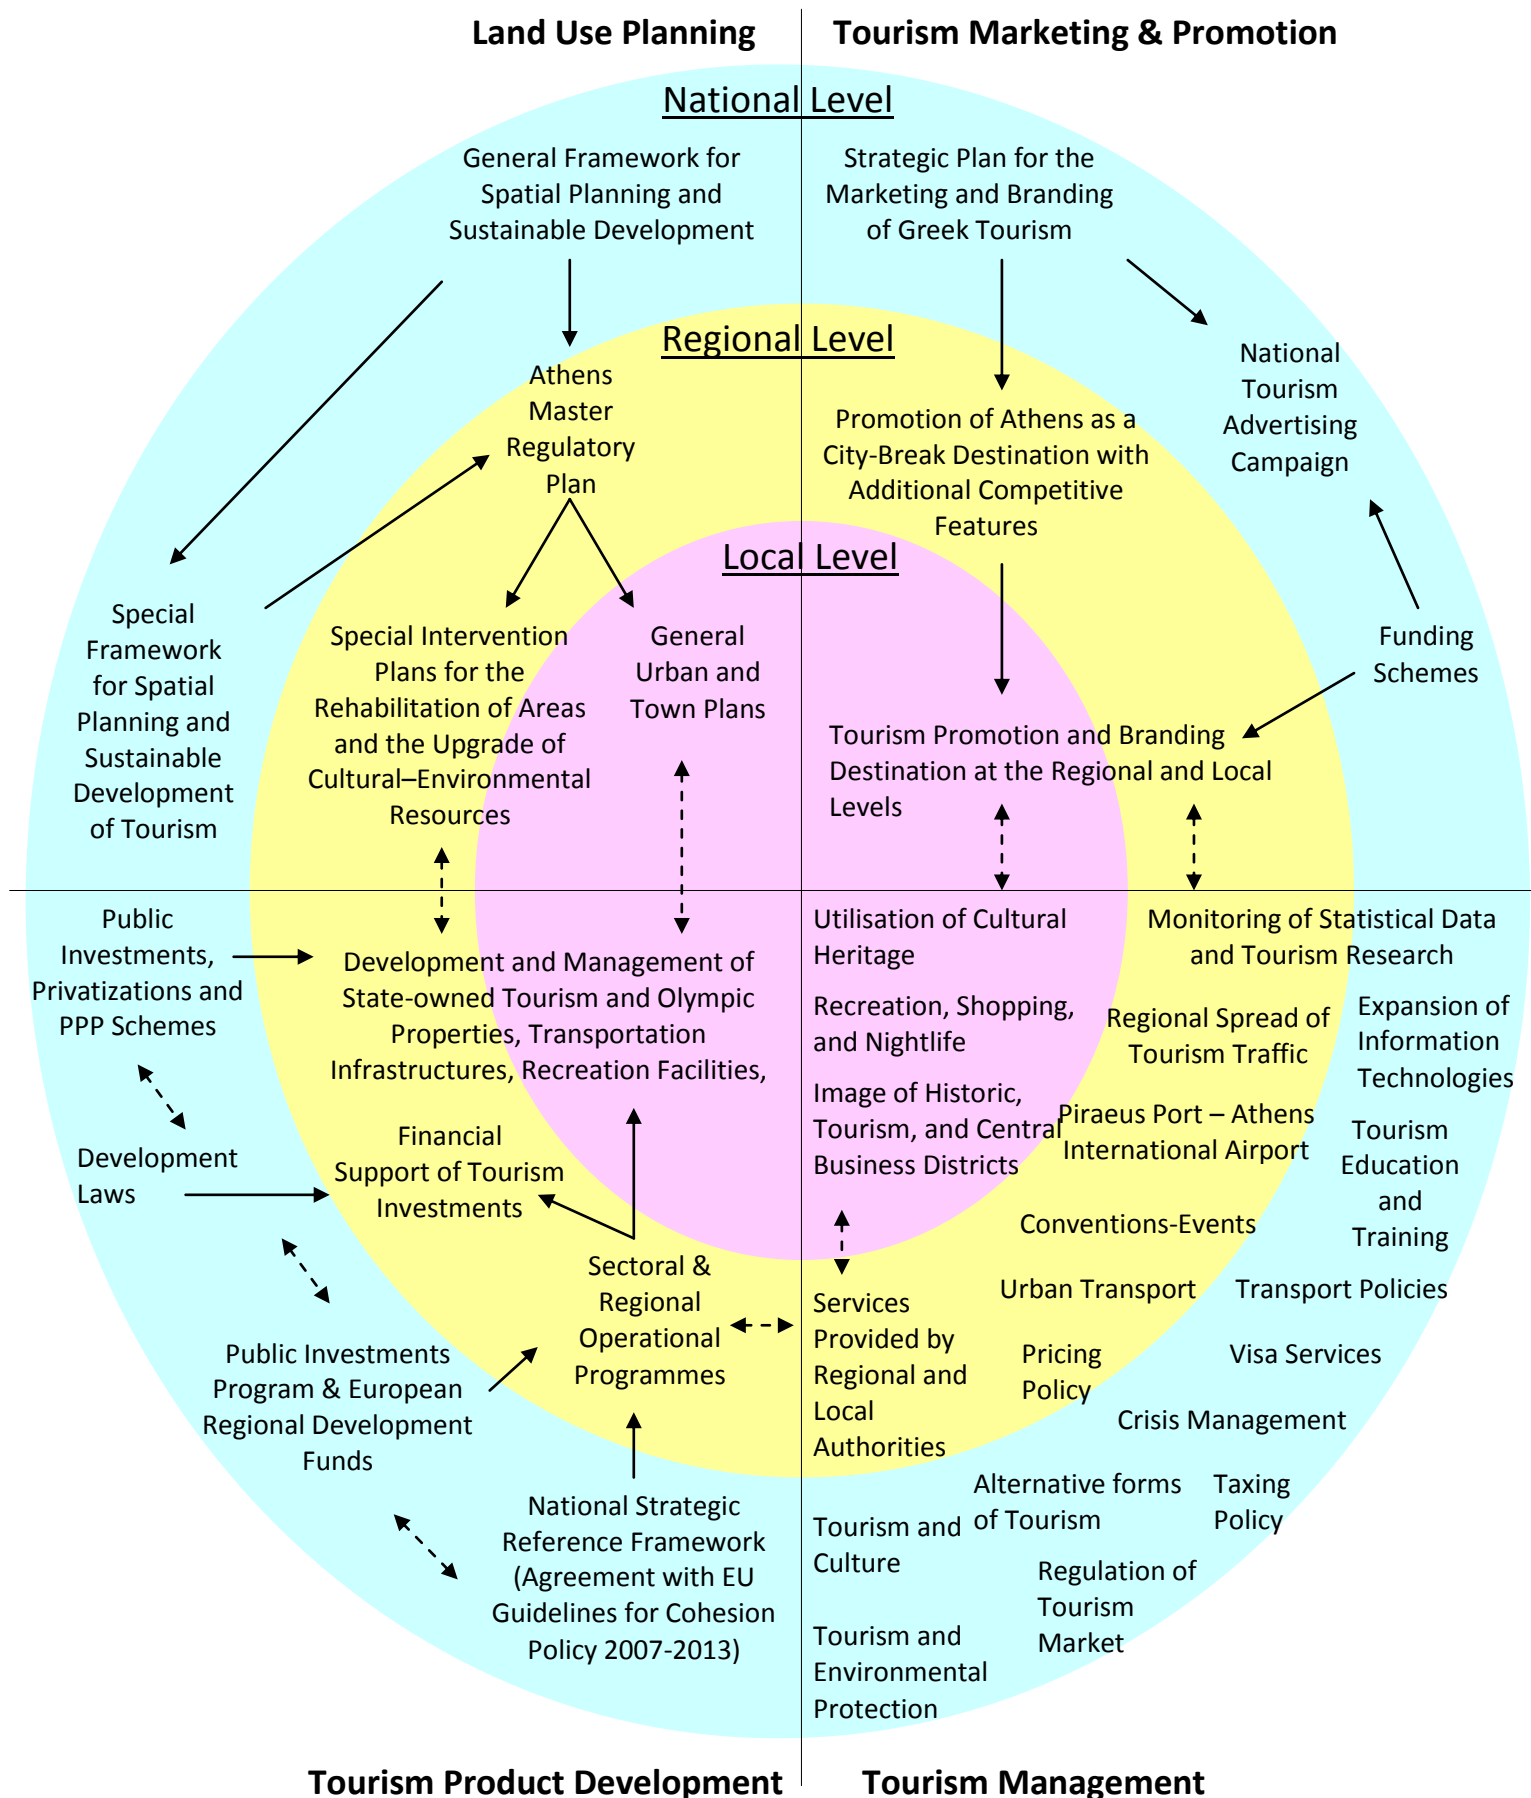 Land Use Planning
Tourism Marketing & Promotion
National Level
General Framework for
Spatial Planning and
Sustainable Development
Strategic Plan for the
Marketing and Branding
of Greek Tourism
Regional Level
Athens
Master
Regulatory
Plan
Promotion of Athens as a
City-Break Destination with
Additional Competitive
Features
National
Tourism
Advertising
Campaign
Local Level
Special
Framework
for Spatial
Planning and
Sustainable
Development
of Tourism
Special Intervention
Plans for the
Rehabilitation of Areas
and the Upgrade of
Cultural–Environmental
Resources
General
Urban and
Town Plans
Funding
Schemes
Tourism Promotion and Branding
Destination at the Regional and Local
Levels
Public
Investments,
Privatizations and
PPP Schemes
Development and Management of
State-owned Tourism and Olympic
Properties, Transportation
Infrastructures, Recreation Facilities,
Development
Laws
Financial
Support of Tourism
Investments
Sectoral &
Regional
Operational
Programmes
Public Investments
Program & European
Regional Development
Funds
National Strategic
Reference Framework
(Agreement with EU
Guidelines for Cohesion
Policy 2007-2013)
Utilisation of Cultural
Heritage
Monitoring of Statistical Data
and Tourism Research
Recreation, Shopping,
and Nightlife
Regional Spread of
Tourism Traffic
Expansion of
Information
Technologies
Image of Historic,
Tourism, and Central
Business Districts
Piraeus Port – Athens
International Airport
Tourism
Education
and
Training
Conventions-Events
Urban Transport
Transport Policies
Services
Provided by
Regional and
Local
Authorities
Pricing
Policy
Visa Services
Crisis Management
Alternative forms
of Tourism
Taxing
Policy
Tourism and
Culture
Regulation of
Tourism
Market
Tourism and
Environmental
Protection
Tourism Product Development
Tourism Management